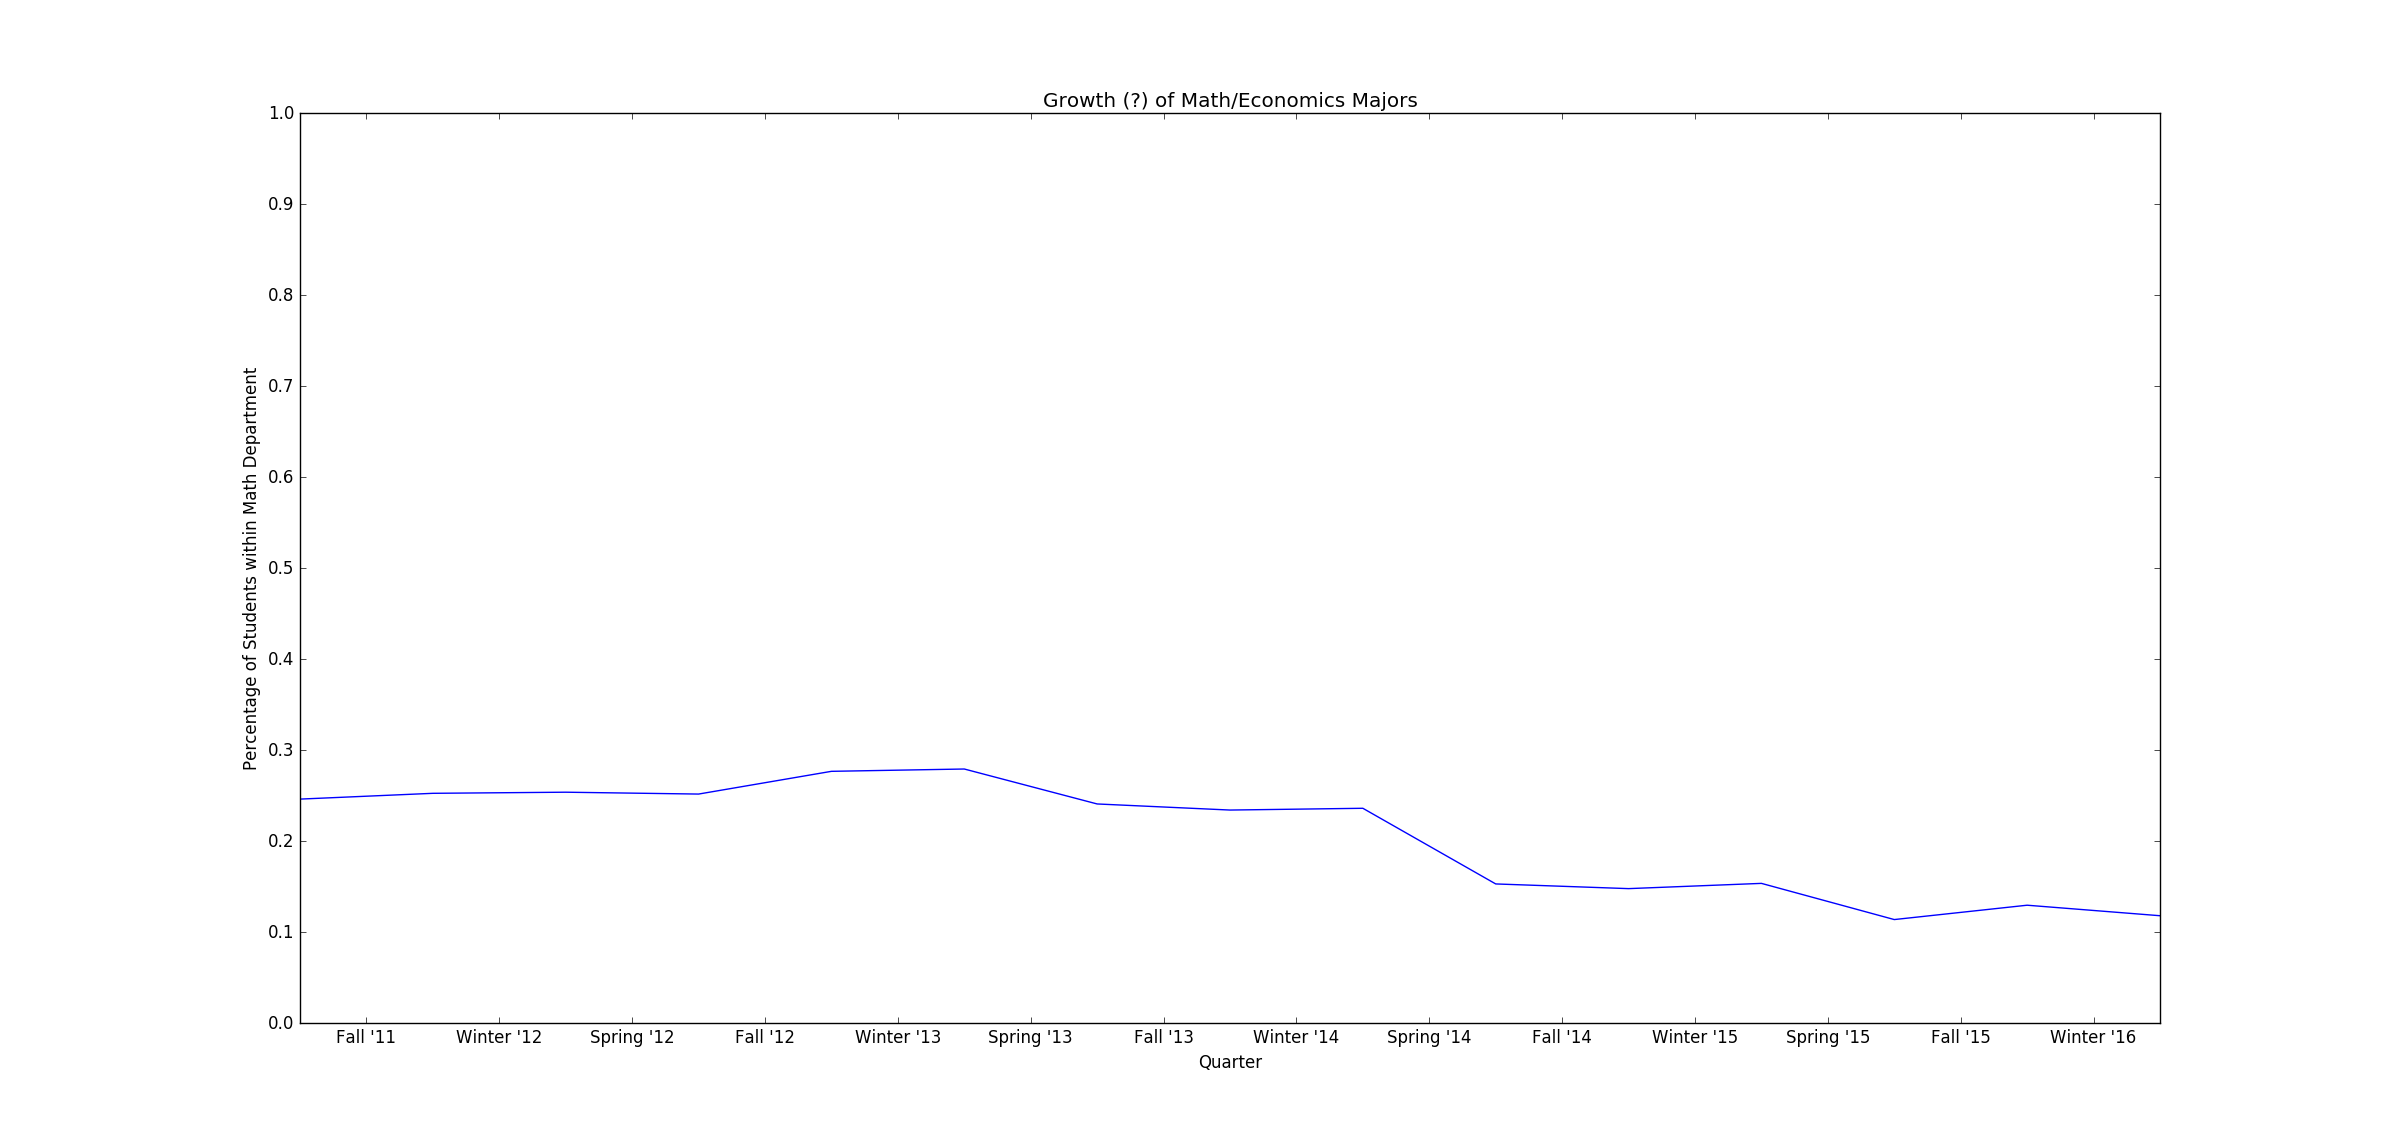 Growth (?) of Math/Economics Majors
1.0
0.9
0.8
0.7
0.6
0.5
0.4
0.3
0.2
0.1
0.0
Percentage of Students within Math Department
Fall '11 Winter '12 Spring '12 Fall '12 Winter '13 Spring '13 Fall '13 Winter '14 Spring '14 Fall '14 Winter '15 Spring '15 Fall '15 Winter '16
Quarter